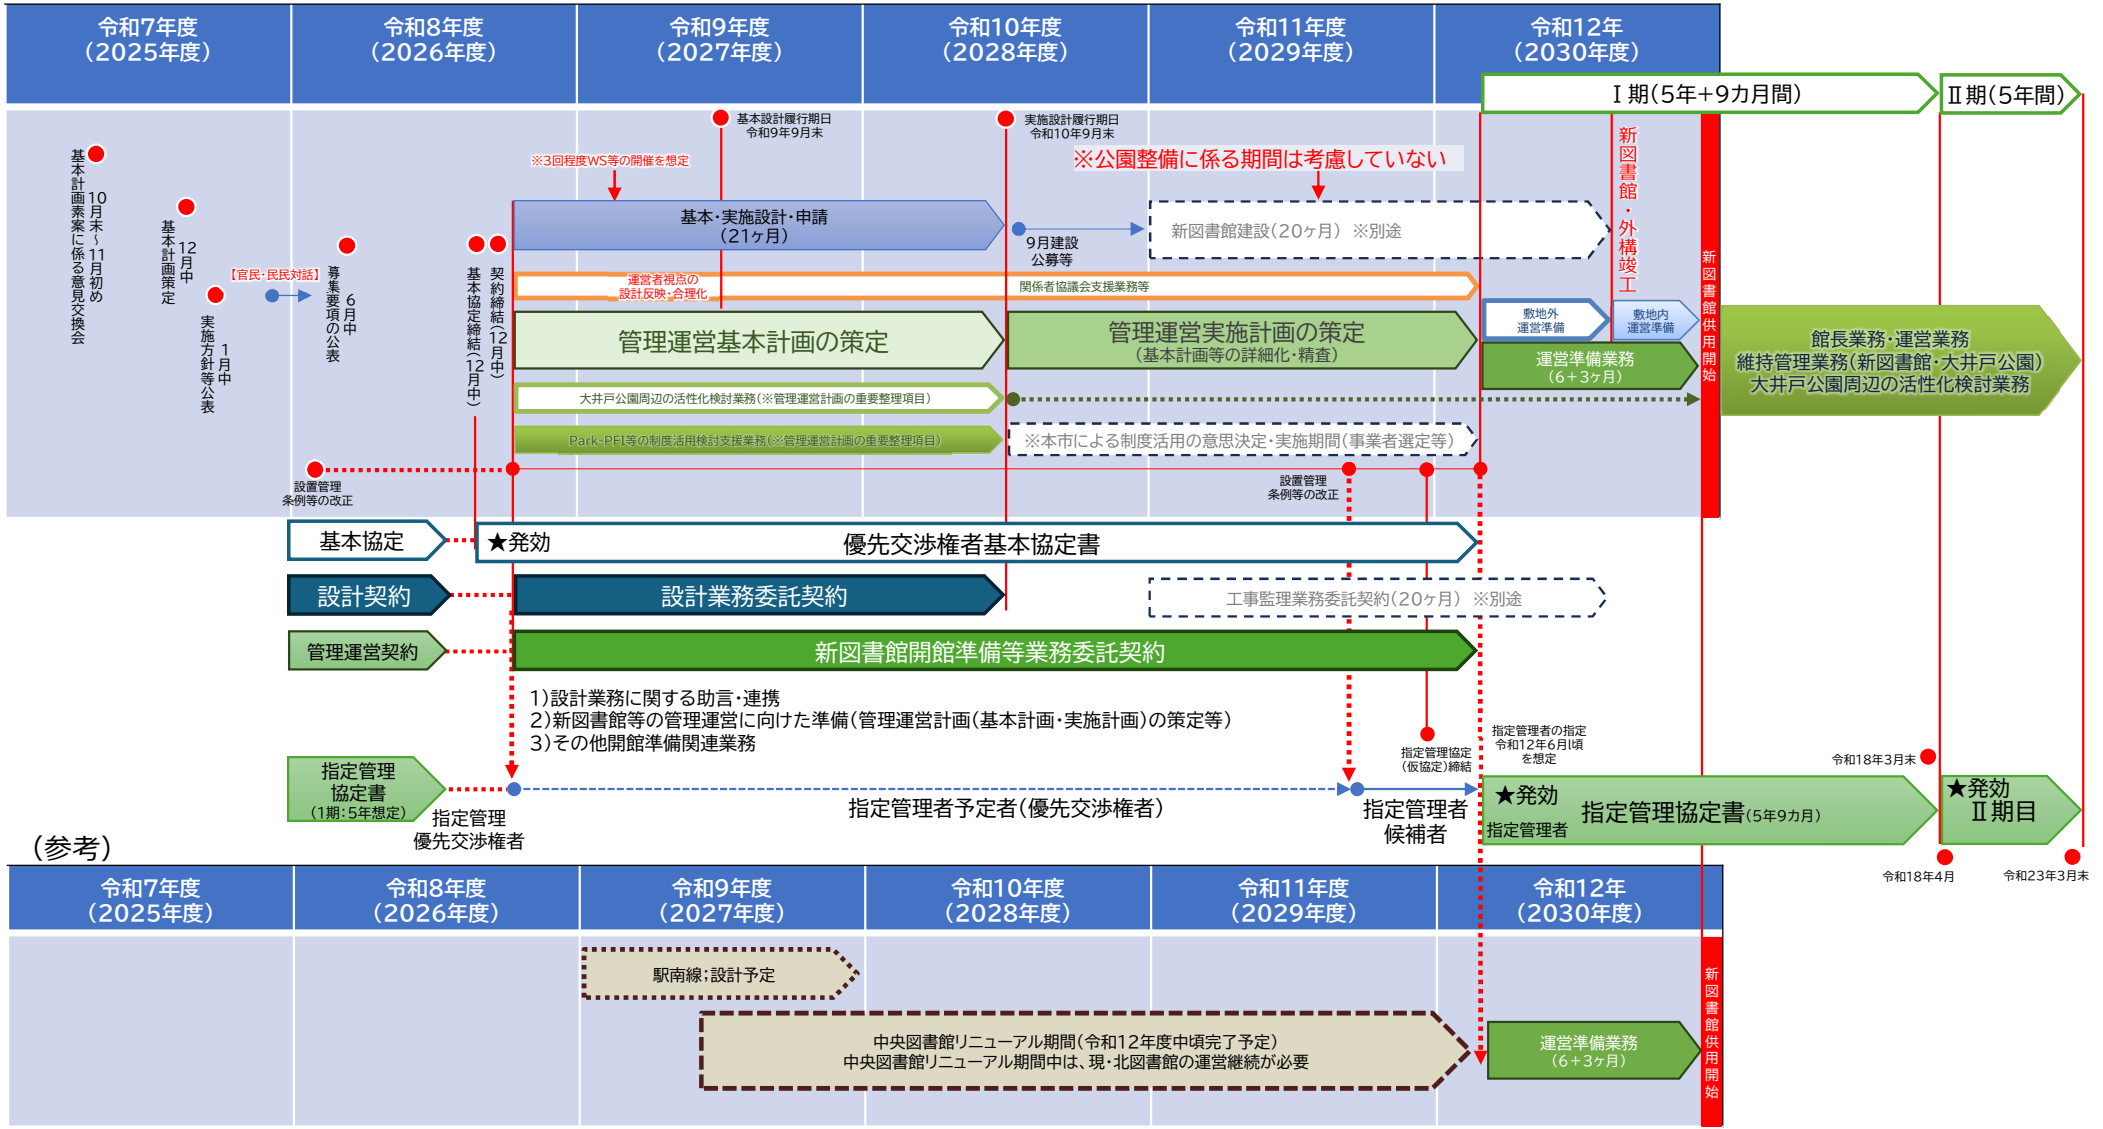 令和7年度
（2025年度）
令和8年度
（2026年度）
令和9年度
（2027年度）
令和10年度
（2028年度）
令和11年度
（2029年度）
令和12年
（2030年度）
Ⅰ期（5年+9カ月間）
Ⅱ期（5年間）
10月末～11月初め
基本計画素案に係る意見交換会
12月中
基本計画策定
1月中
実施方針等公表
【官民・民民対話】
6月中
募集要項の公表
基本協定締結（12月中）
契約締結（12月中）
基本設計履行期日
令和9年9月末
実施設計履行期日
令和10年9月末
※3回程度WS等の開催を想定
※公園整備に係る期間は考慮していない
基本・実施設計・申請
（21ヶ月）
9月建設
公募等
新図書館建設（20ヶ月）　※別途
新図書館・外構竣工
新図書館供用開始
運営者視点の
設計反映・合理化
関係者協議会支援業務等
管理運営基本計画の策定
管理運営実施計画の策定
（基本計画等の詳細化・精査）
敷地外
運営準備
敷地内
運営準備
運営準備業務
（6＋3ヶ月）
館長業務・運営業務
維持管理業務（新図書館・大井戸公園）
大井戸公園周辺の活性化検討業務
大井戸公園周辺の活性化検討業務（※管理運営計画の重要整理項目）
Park-PFI等の制度活用検討支援業務（※管理運営計画の重要整理項目）
※本市による制度活用の意思決定・実施期間（事業者選定等）
設置管理
条例等の改正
設置管理
条例等の改正
基本協定
★発効
優先交渉権者基本協定書
設計契約
設計業務委託契約
工事監理業務委託契約（20ヶ月）　※別途
管理運営契約
新図書館開館準備等業務委託契約
1）設計業務に関する助言・連携
2）新図書館等の管理運営に向けた準備（管理運営計画（基本計画・実施計画）の策定等）
3）その他開館準備関連業務
指定管理協定
（仮協定）締結
指定管理者の指定
令和12年6月l頃
を想定
令和18年3月末
指定管理
協定書
（1期：5年想定）
指定管理
優先交渉権者
指定管理者予定者（優先交渉権者）
指定管理者
候補者
★発効
指定管理者
指定管理協定書（5年9カ月）
★発効
Ⅱ期目
令和18年4月
令和23年3月末
（参考）
令和7年度
（2025年度）
令和8年度
（2026年度）
令和9年度
（2027年度）
令和10年度
（2028年度）
令和11年度
（2029年度）
令和12年
（2030年度）
駅南線；設計予定
中央図書館リニューアル期間（令和12年度中頃完了予定）
中央図書館リニューアル期間中は、現・北図書館の運営継続が必要
運営準備業務
（6＋3ヶ月）
新図書館供用開始